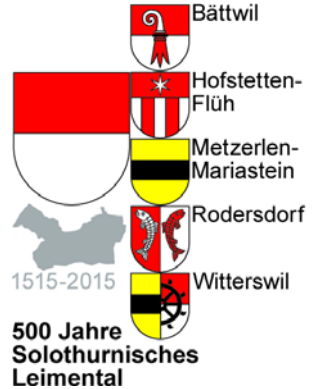 Bättwil
Hofstetten-
Flüh
Metzerlen-
Mariastein
Rodersdorf
1515-2015
Witterswil
500 Jahre
Solothurnisches
Leimental